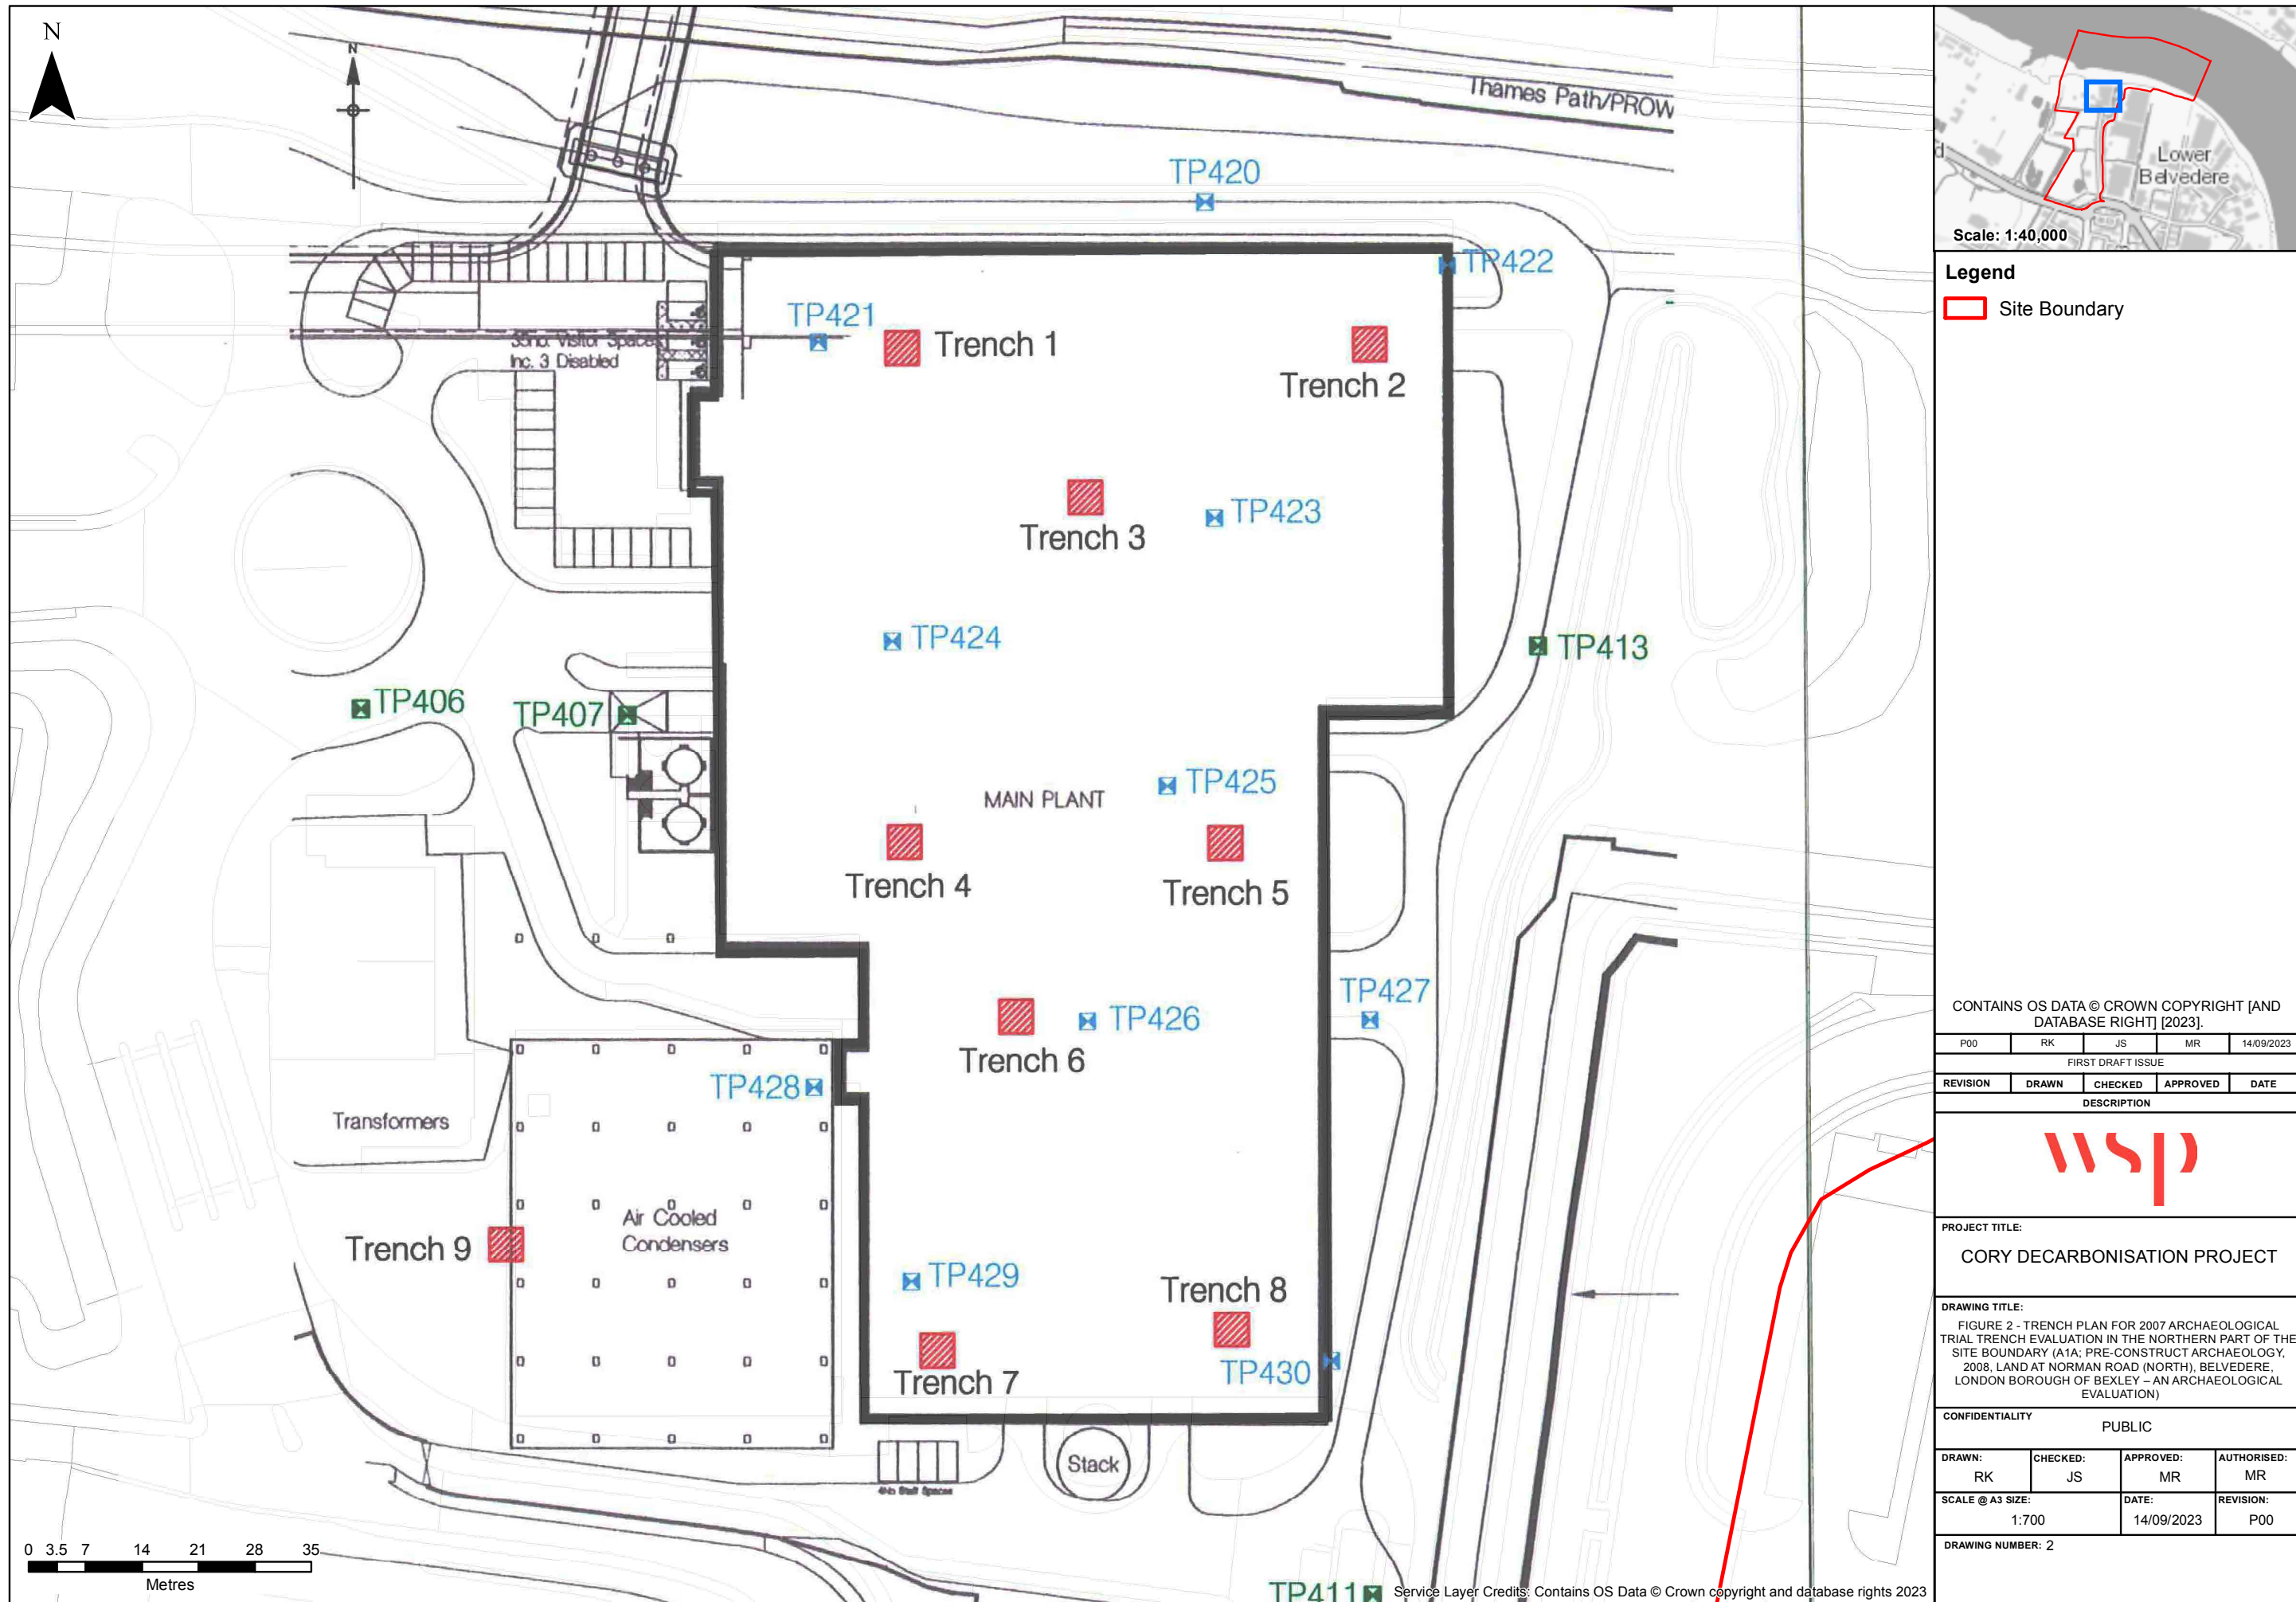 N
N
Thames Path/PROW
TP420
TP422
TP421
Trench 1
Trench 2
35no. Visitor Spaces
Inc. 3 Disabled
Trench 3
TP423
TP424
TP413
TP406
TP407
TP425
MAIN PLANT
Trench 4
Trench 5
TP427
TP426
Trench 6
TP428
Transformers
Air Cooled
Condensers
Trench 9
TP429
Trench 8
TP430
Trench 7
Stack
Staff Spaces
0 3.5 7 14 21 28 35
Metres
TP411
Service Layer Credits: Contains OS Data © Crown copyright and database rights 2023
d
Lower
Belvedere
Scale: 1:40,000
Legend
Site Boundary
CONTAINS OS DATA © CROWN COPYRIGHT [AND
DATABASE RIGHT] [2023].
P00 RK JS MR 14/09/2023
FIRST DRAFT ISSUE
REVISION DRAWN CHECKED APPROVED DATE
DESCRIPTION
wsp
PROJECT TITLE:
CORY DECARBONISATION PROJECT
DRAWING TITLE:
FIGURE 2 - TRENCH PLAN FOR 2007 ARCHAEOLOGICAL
TRIAL TRENCH EVALUATION IN THE NORTHERN PART OF THE
SITE BOUNDARY (A1A; PRE-CONSTRUCT ARCHAEOLOGY,
2008, LAND AT NORMAN ROAD (NORTH), BELVEDERE,
LONDON BOROUGH OF BEXLEY – AN ARCHAEOLOGICAL
EVALUATION)
CONFIDENTIALITY
PUBLIC
DRAWN: CHECKED: APPROVED: AUTHORISED:
RK JS MR MR
SCALE @ A3 SIZE: DATE: REVISION:
1:700 14/09/2023 P00
DRAWING NUMBER: 2